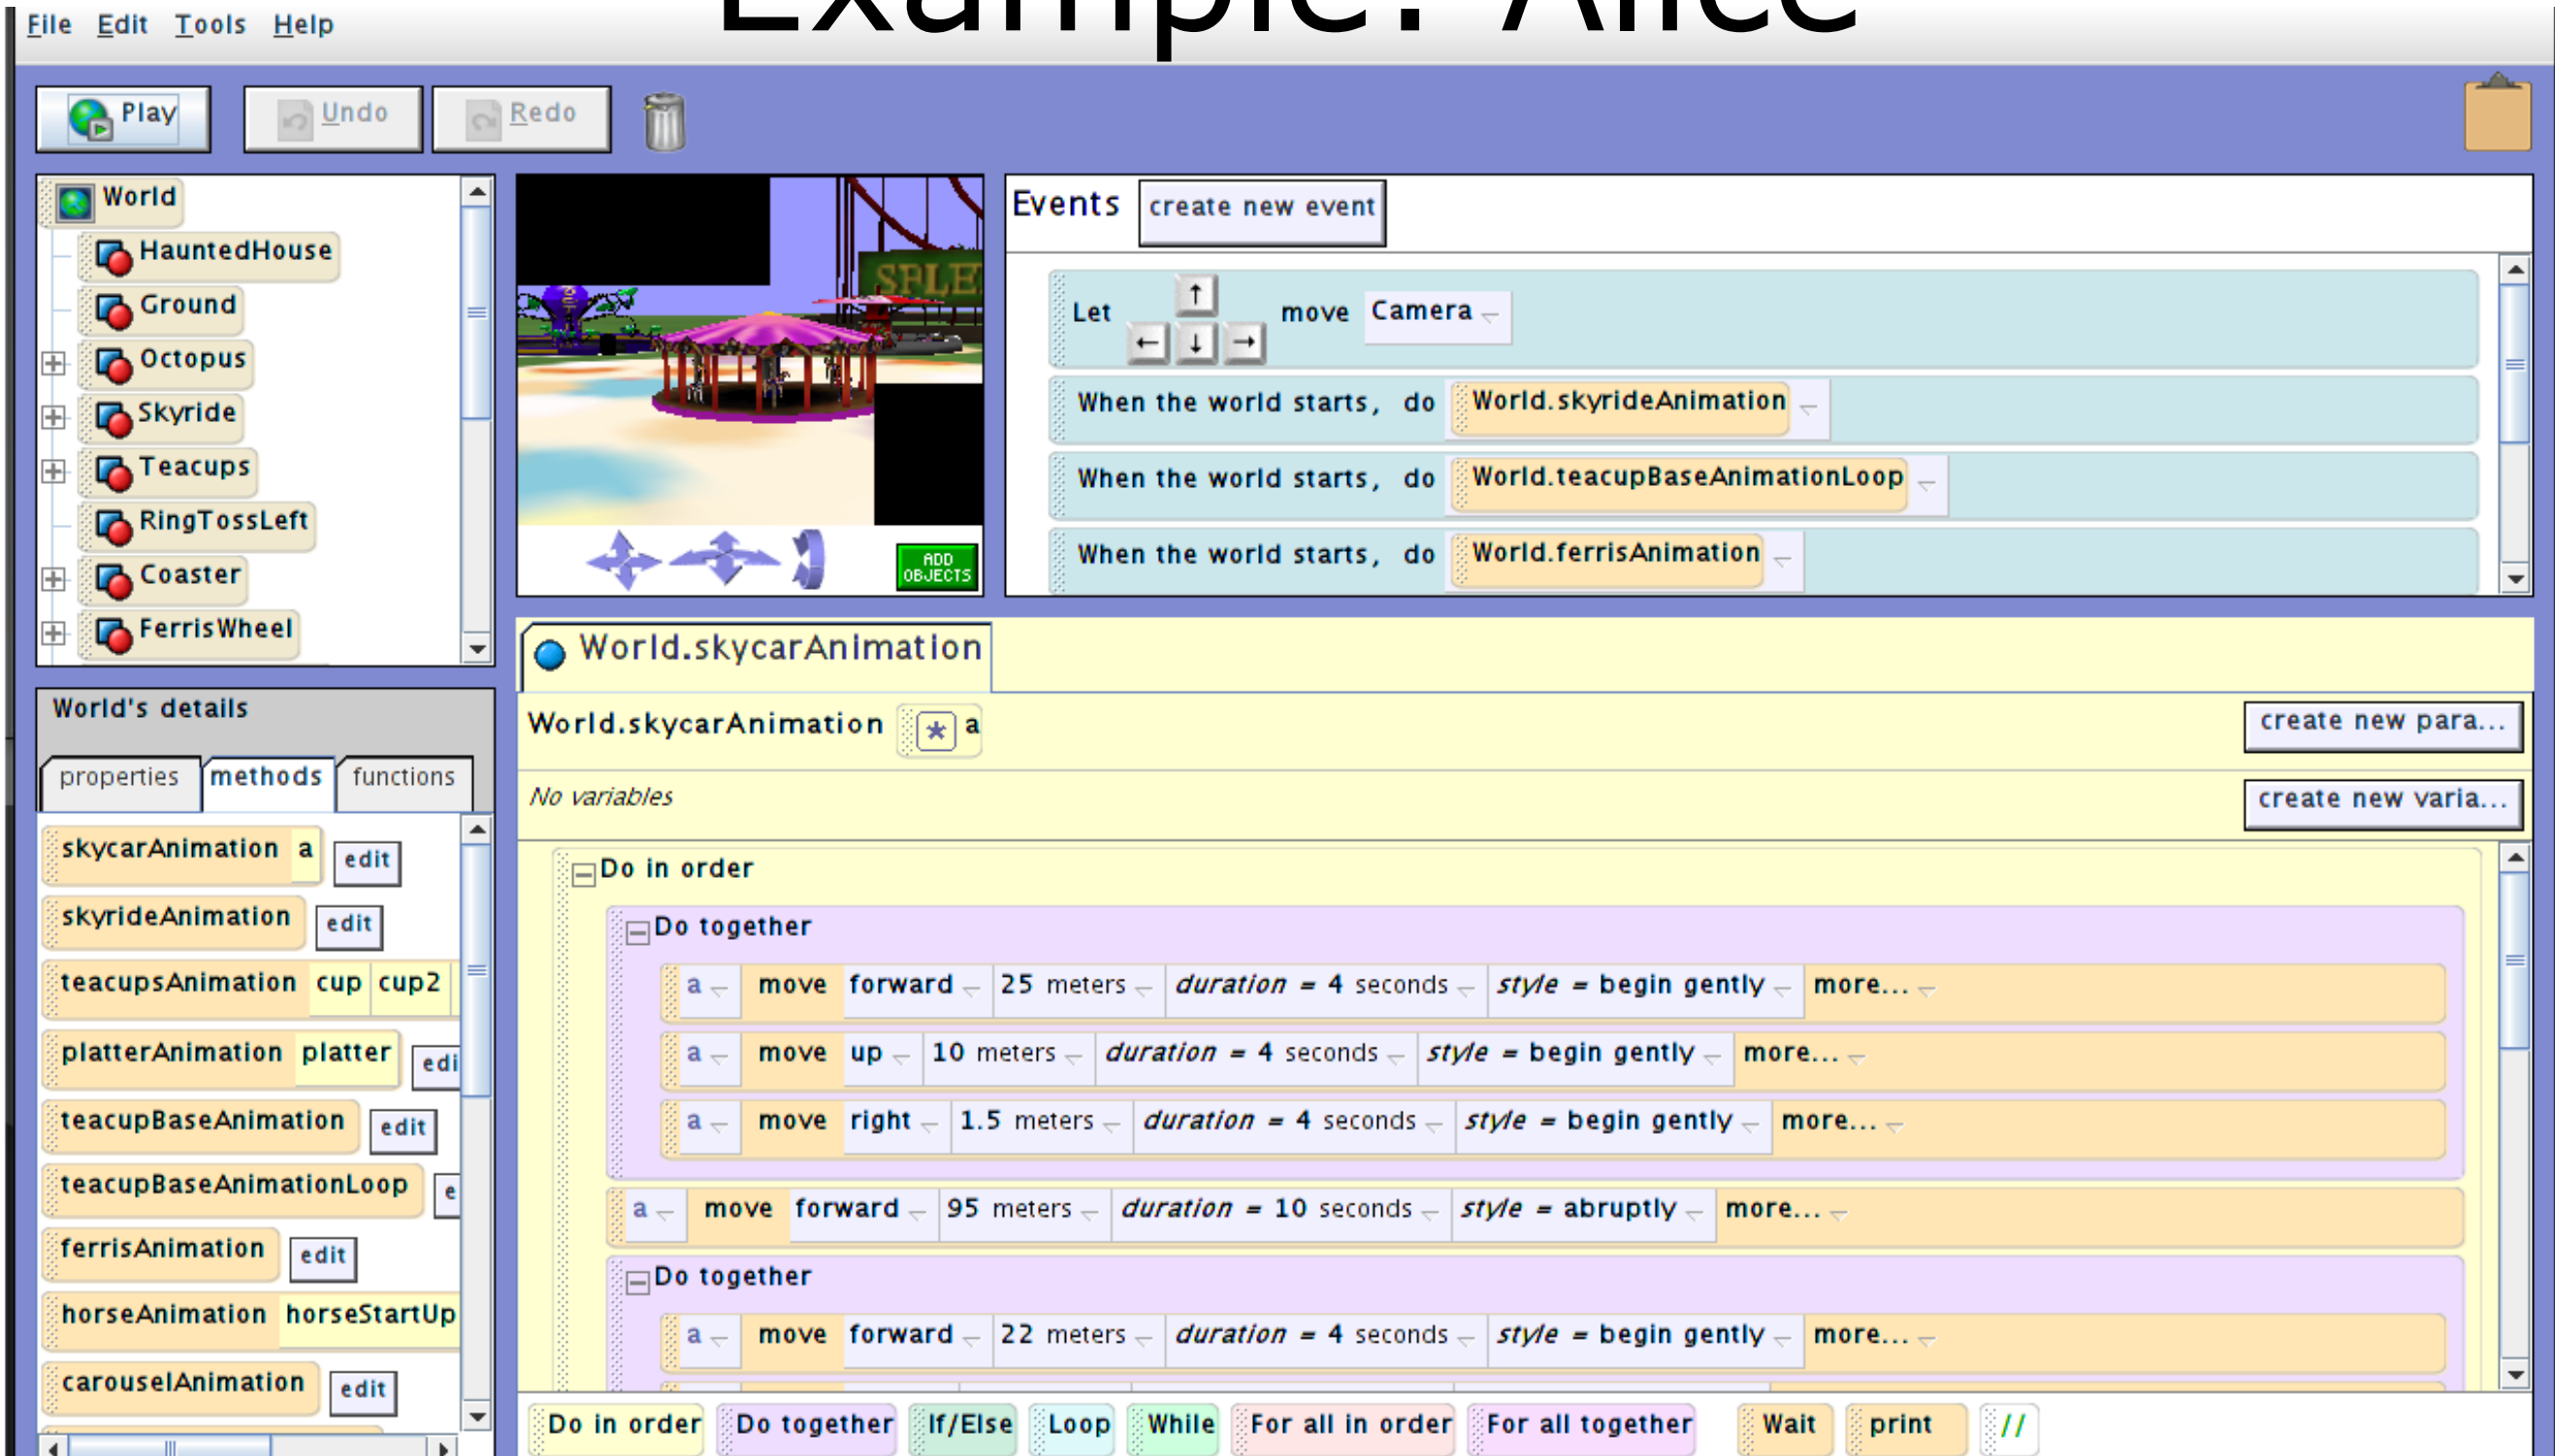 Example: Alice
File Edit Tools Help
Play Undo Redo
World
HauntedHouse
Ground
Octopus
Skyride
Teacups
RingTossLeft
Coaster
FerrisWheel
SPLE
ADD
OBJECTS
Events create new event
Let ↑ ← ↓ → move Camera
When the world starts, do World.skyrideAnimation
When the world starts, do World.teacupBaseAnimationLoop
When the world starts, do World.ferrisAnimation
World's details
properties methods functions
skycarAnimation a edit
skyrideAnimation edit
teacupsAnimation cup cup2
platterAnimation platter edi
teacupBaseAnimation edit
teacupBaseAnimationLoop e
ferrisAnimation edit
horseAnimation horseStartUp
carouselAnimation edit
World.skycarAnimation
World.skycarAnimation * a create new para...
No variables create new varia...
Do in order
Do together
a move forward 25 meters duration = 4 seconds style = begin gently more...
a move up 10 meters duration = 4 seconds style = begin gently more...
a move right 1.5 meters duration = 4 seconds style = begin gently more...
a move forward 95 meters duration = 10 seconds style = abruptly more...
Do together
a move forward 22 meters duration = 4 seconds style = begin gently more...
Do in order Do together If/Else Loop While For all in order For all together Wait print //